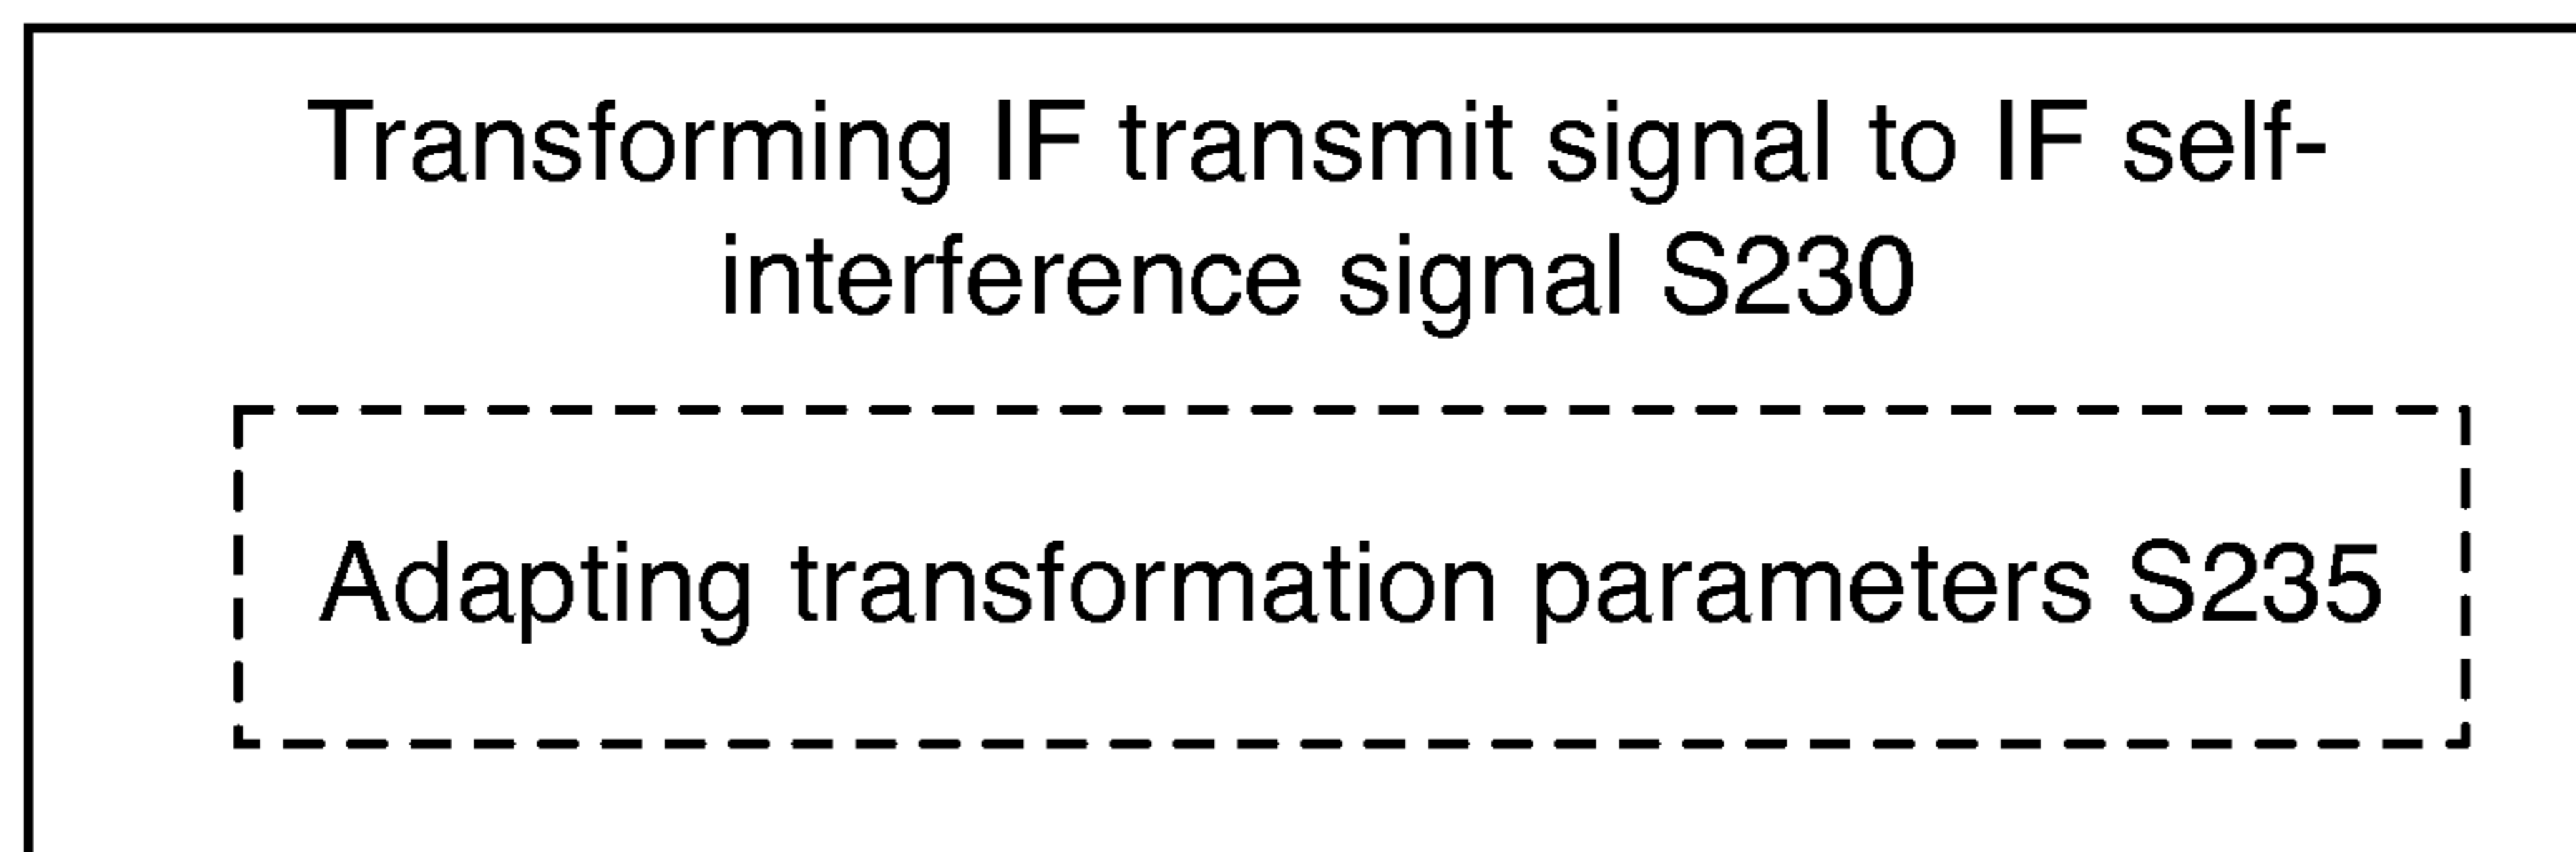 Transforming IF transmit signal to IF self-
interference signal S230
Adapting transformation parameters S235